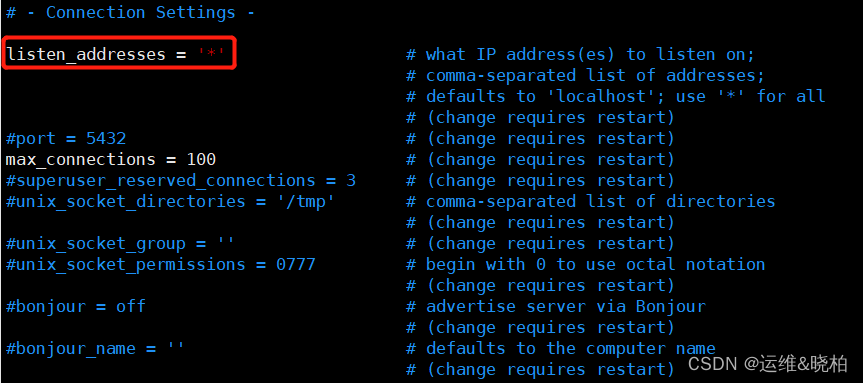 # - Connection Settings -
listen_addresses = '*' # what IP address(es) to listen on;
# comma-separated list of addresses;
# defaults to 'localhost'; use '*' for all
# (change requires restart)
#port = 5432 # (change requires restart)
max_connections = 100 # (change requires restart)
#superuser_reserved_connections = 3 # (change requires restart)
#unix_socket_directories = '/tmp' # comma-separated list of directories
# (change requires restart)
#unix_socket_group = '' # (change requires restart)
#unix_socket_permissions = 0777 # begin with 0 to use octal notation
# (change requires restart)
#bonjour = off # advertise server via Bonjour
# (change requires restart)
#bonjour_name = '' # defaults to the computer name
# (change requires restart)
CSDN @运维&晓柏